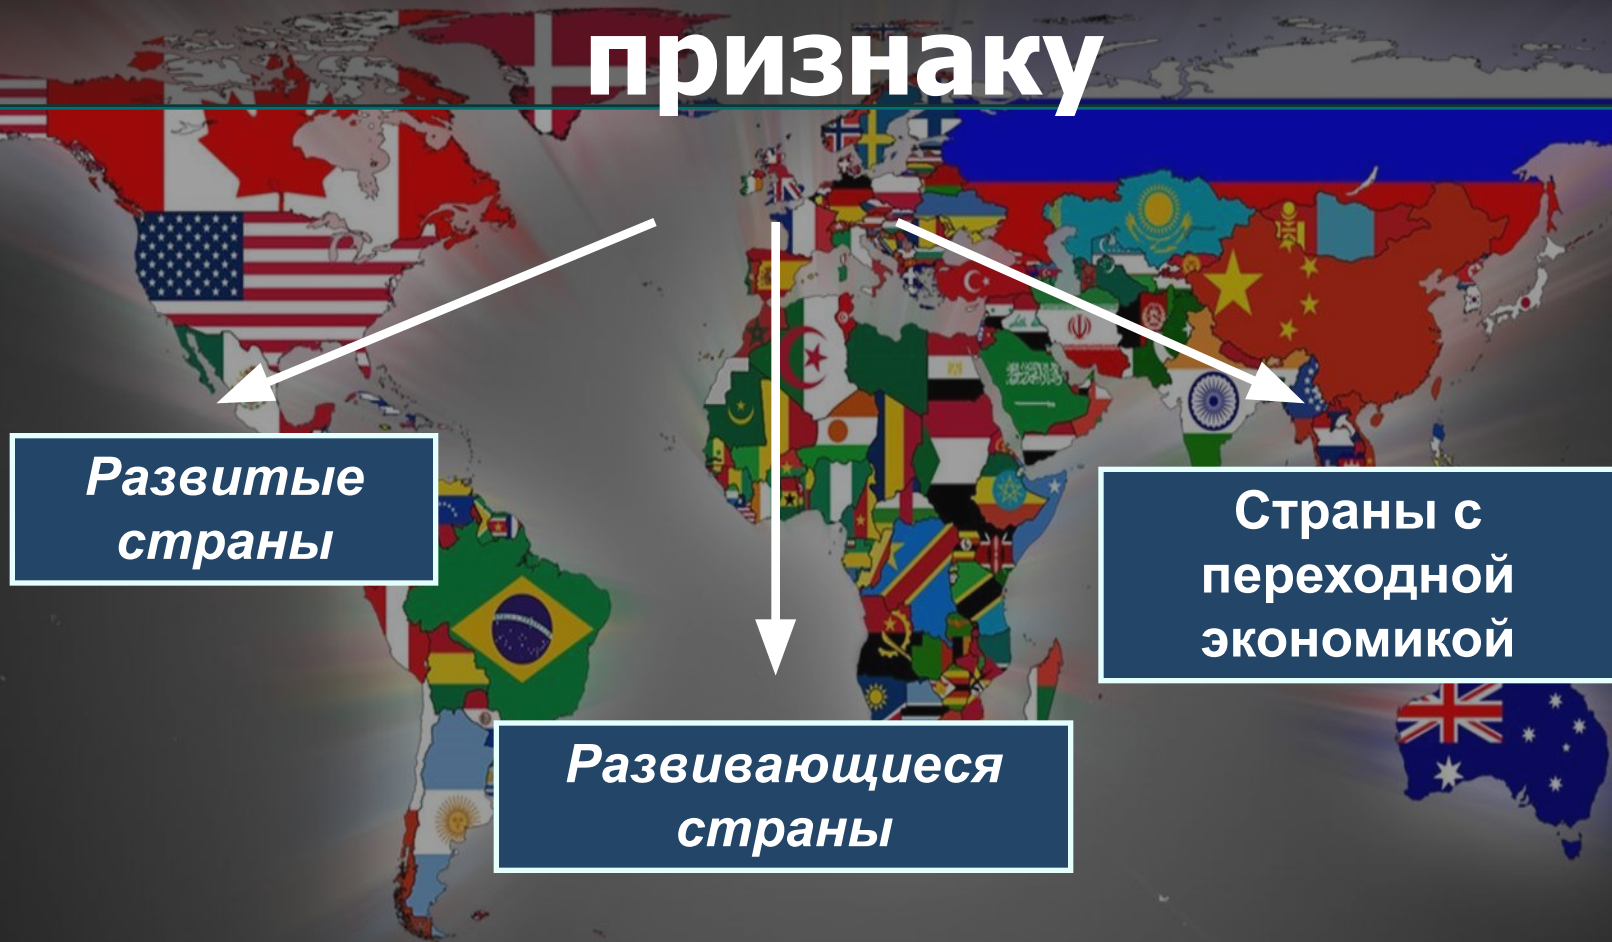 признаку
Развитые
страны
Страны с
переходной
экономикой
Развивающиеся
страны